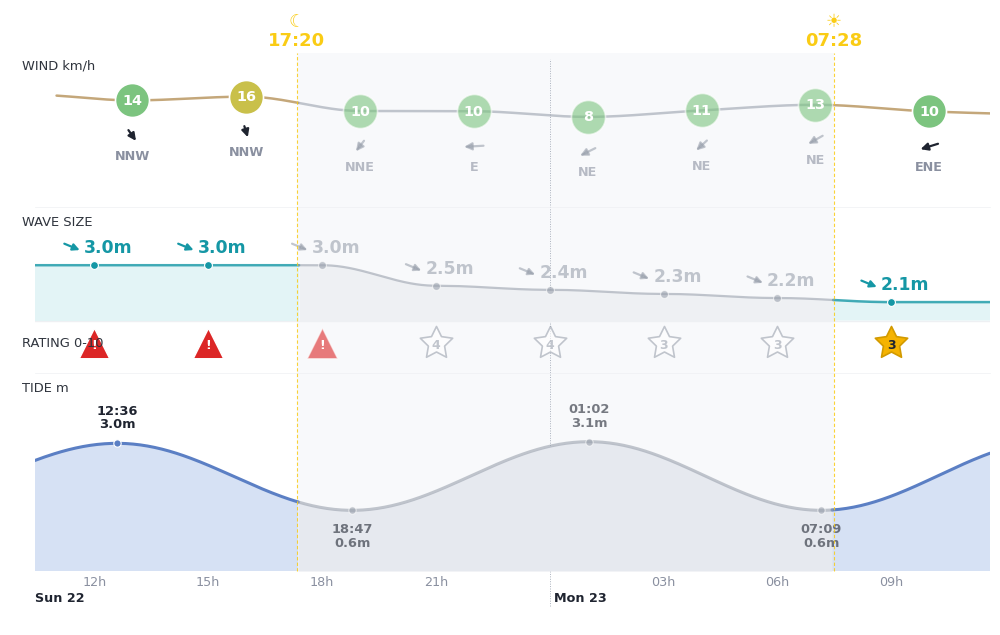 17:20 07:28
WIND km/h
14 16 10 10 8 11 13 10
NNW NNW NNE E NE NE NE ENE
WAVE SIZE
3.0m 3.0m 3.0m 2.5m 2.4m 2.3m 2.2m 2.1m
RATING 0-10 ! ! ! 4 4 3 3 3
TIDE m
12:36 01:02
3.0m 3.1m
18:47 07:09
0.6m 0.6m
12h 15h 18h 21h 03h 06h 09h
Sun 22 Mon 23